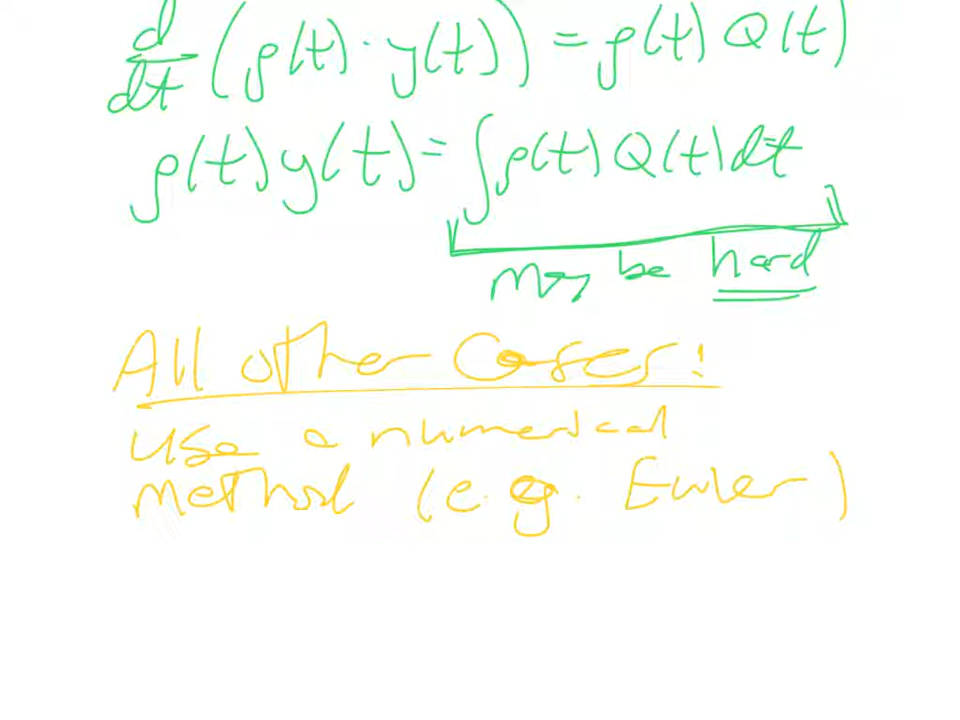 d/dt (ρ(t) · y(t)) = ρ(t) Q(t)
ρ(t) y(t) = ∫ρ(t) Q(t) dt
may be hard
All other Cases:
Use a numerical
method (e.g. Euler)